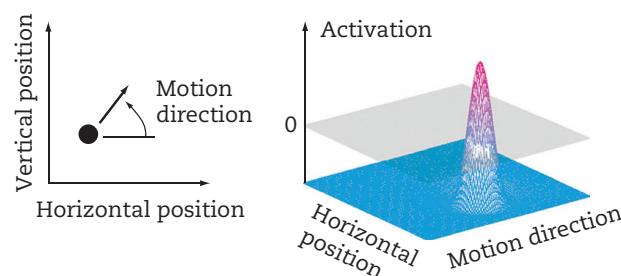 Vertical position
Motion
direction
Horizontal position
Activation
0
Horizontal
position
Motion direction